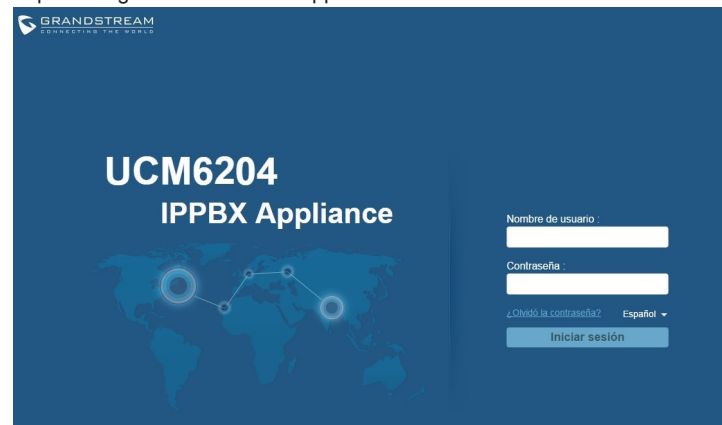 GRANDSTREAM
CONNECTING THE WORLD
UCM6204
IPPBX Appliance
Nombre de usuario :
Contraseña :
¿Olvidó la contraseña? Español
Iniciar sesión